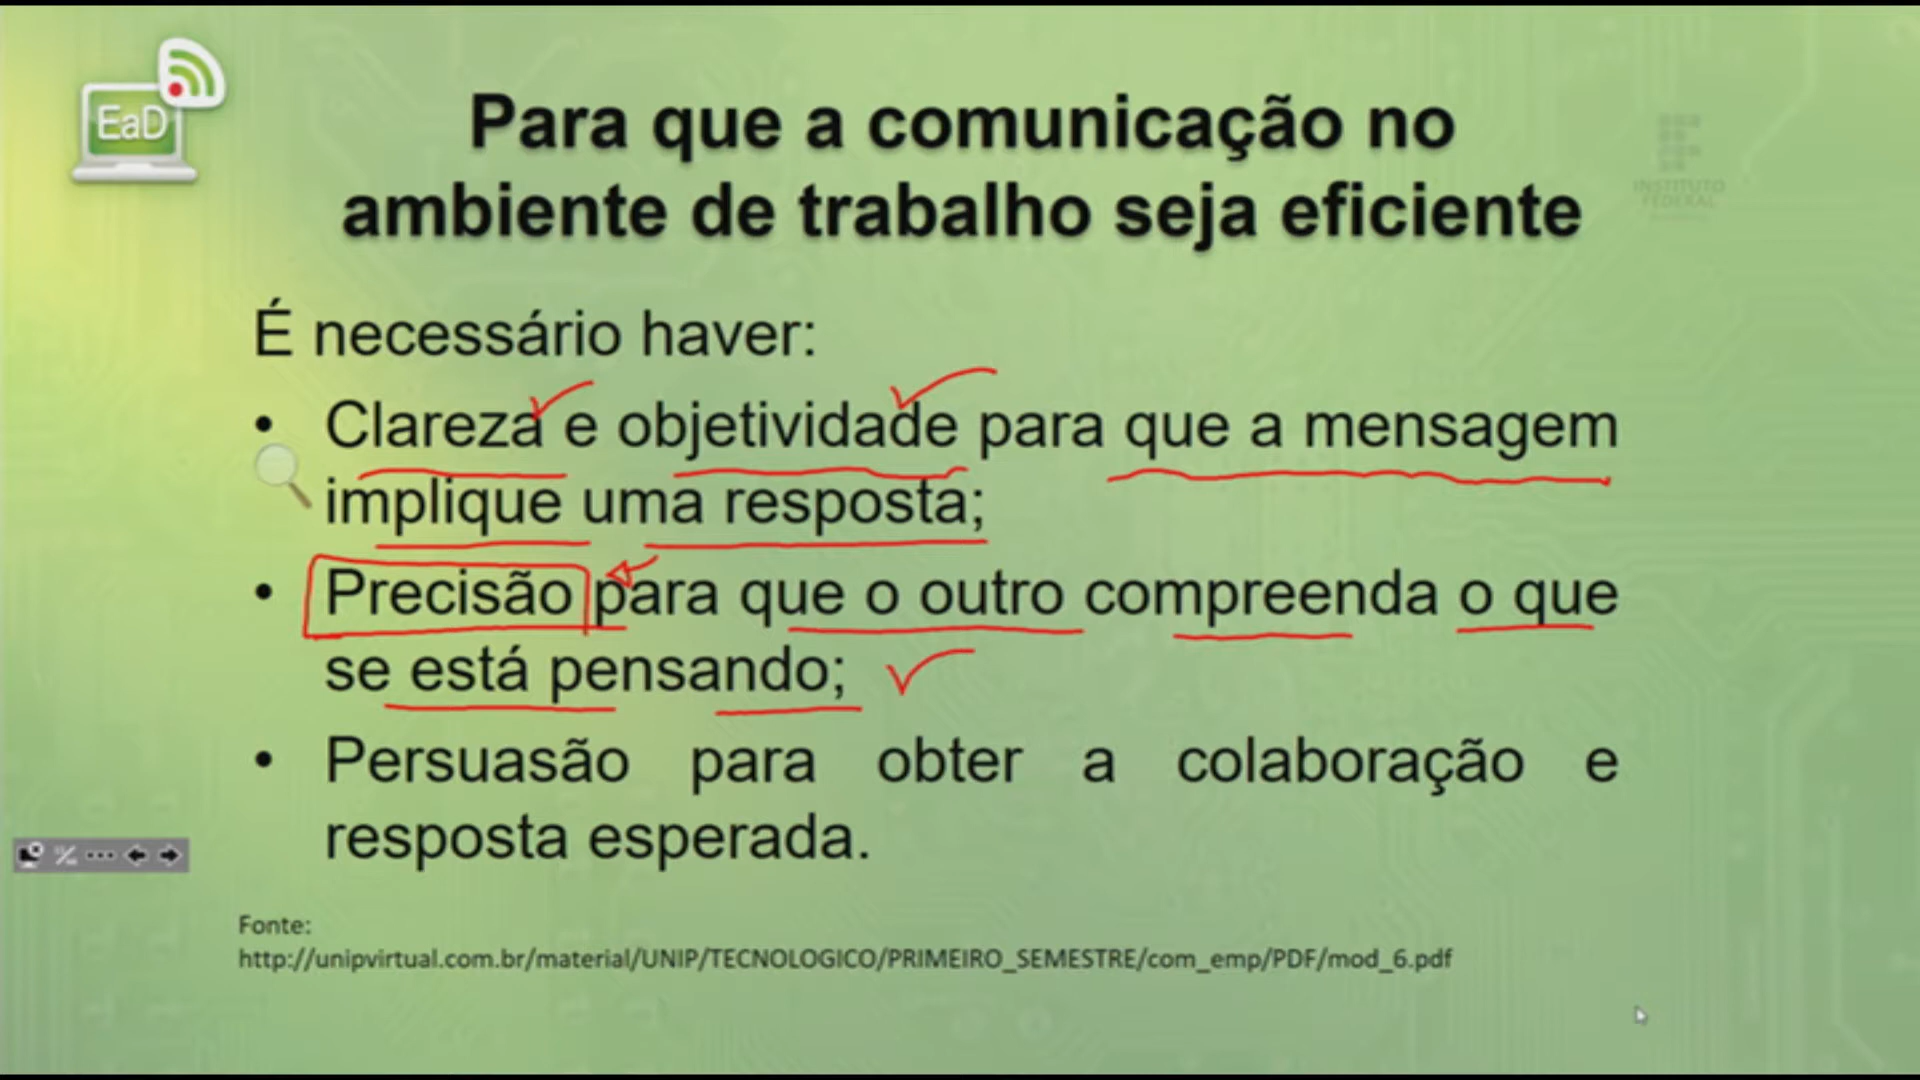 EaD
Para que a comunicação no
ambiente de trabalho seja eficiente
INSTITUTO
FEDERAL
É necessário haver:
• Clareza e objetividade para que a mensagem
implique uma resposta;
• Precisão para que o outro compreenda o que
se está pensando;
• Persuasão para obter a colaboração e
resposta esperada.
Fonte:
http://unipvirtual.com.br/material/UNIP/TECNOLOGICO/PRIMEIRO_SEMESTRE/com_emp/PDF/mod_6.pdf